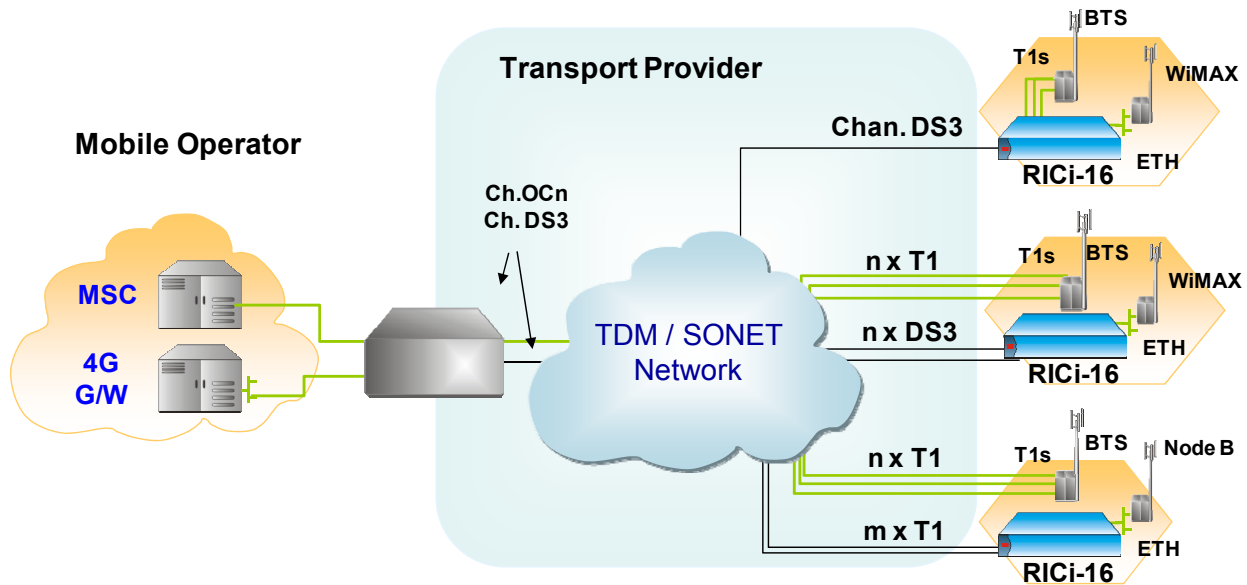 Mobile Operator
MSC
4G
G/W
Transport Provider
Ch.OCn
Ch. DS3
TDM / SONET
Network
Chan. DS3
n x T1
n x DS3
n x T1
m x T1
BTS
T1s
WiMAX
ETH
RICi-16
T1s
BTS
WiMAX
ETH
RICi-16
T1s
BTS
Node B
ETH
RICi-16